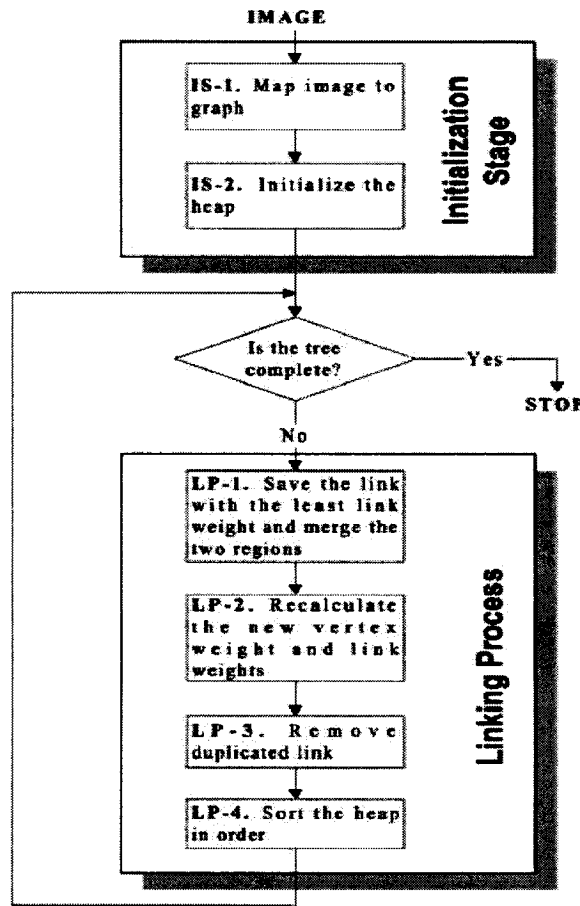 IMAGE
IS-1. Map image to
graph
IS-2. Initialize the
heap
Initialization
Stage
Is the tree
complete?
Yes
STOP
No
LP-1. Save the link
with the least link
weight and merge the
two regions
LP-2. Recalculate
the new vertex
weight and link
weights
LP-3. Remove
duplicated link
LP-4. Sort the heap
in order
Linking Process